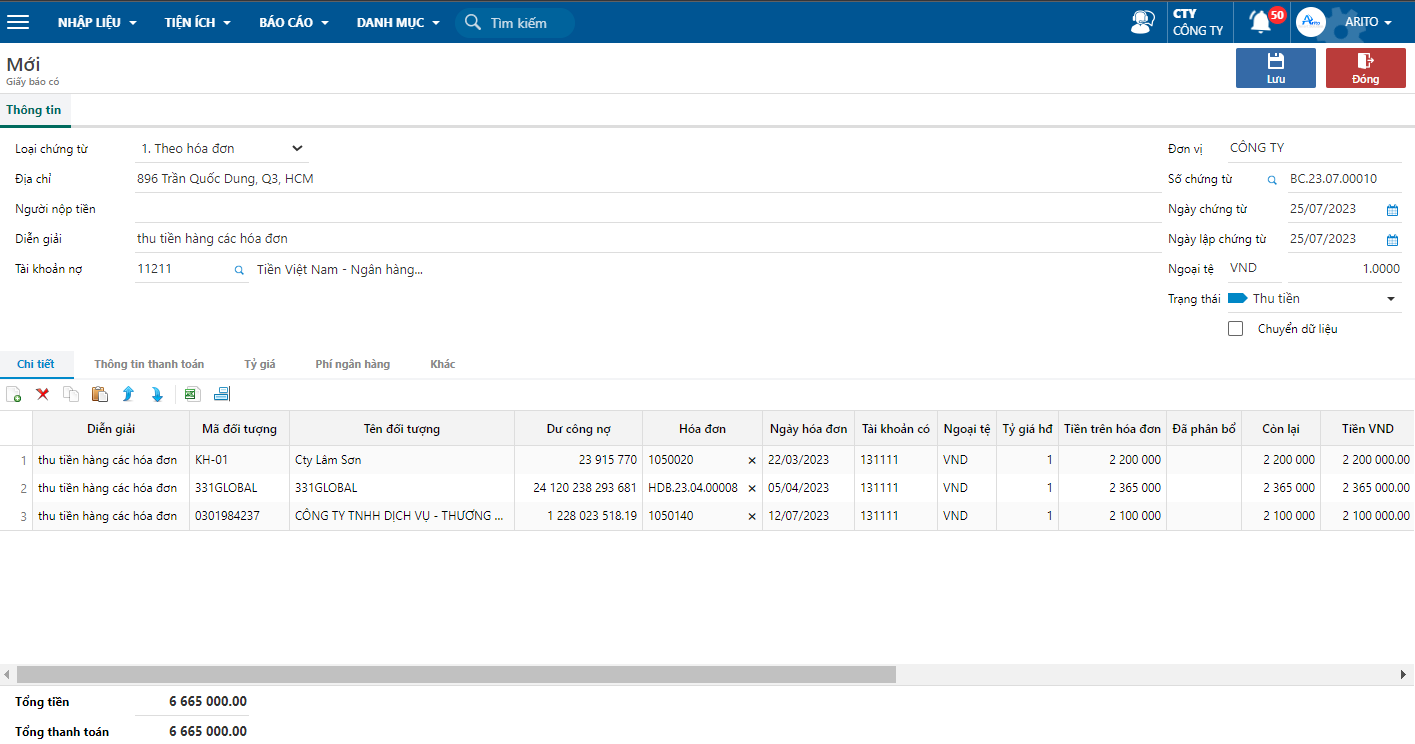 NHẬP LIỆU TIỆN ÍCH BÁO CÁO DANH MỤC Tìm kiếm CTY CÔNG TY 50 Arito ARITO
Mới
Giấy báo có
Lưu Đóng
Thông tin
Loại chứng từ 1. Theo hóa đơn Đơn vị CÔNG TY
Địa chỉ 896 Trần Quốc Dung, Q3, HCM Số chứng từ BC.23.07.00010
Người nộp tiền Ngày chứng từ 25/07/2023
Diễn giải thu tiền hàng các hóa đơn Ngày lập chứng từ 25/07/2023
Tài khoản nợ 11211 Tiền Việt Nam - Ngân hàng... Ngoại tệ VND 1.0000
Trạng thái Thu tiền
Chuyển dữ liệu
Chi tiết Thông tin thanh toán Tỷ giá Phí ngân hàng Khác
Diễn giải Mã đối tượng Tên đối tượng Dư công nợ Hóa đơn Ngày hóa đơn Tài khoản có Ngoại tệ Tỷ giá hđ Tiền trên hóa đơn Đã phân bổ Còn lại Tiền VND
1 thu tiền hàng các hóa đơn KH-01 Cty Lâm Sơn 23 915 770 1050020 × 22/03/2023 131111 VND 1 2 200 000 2 200 000 2 200 000.00
2 thu tiền hàng các hóa đơn 331GLOBAL 331GLOBAL 24 120 238 293 681 HDB.23.04.00008 × 05/04/2023 131111 VND 1 2 365 000 2 365 000 2 365 000.00
3 thu tiền hàng các hóa đơn 0301984237 CÔNG TY TNHH DỊCH VỤ - THƯƠNG ... 1 228 023 518.19 1050140 × 12/07/2023 131111 VND 1 2 100 000 2 100 000 2 100 000.00
Tổng tiền 6 665 000.00
Tổng thanh toán 6 665 000.00